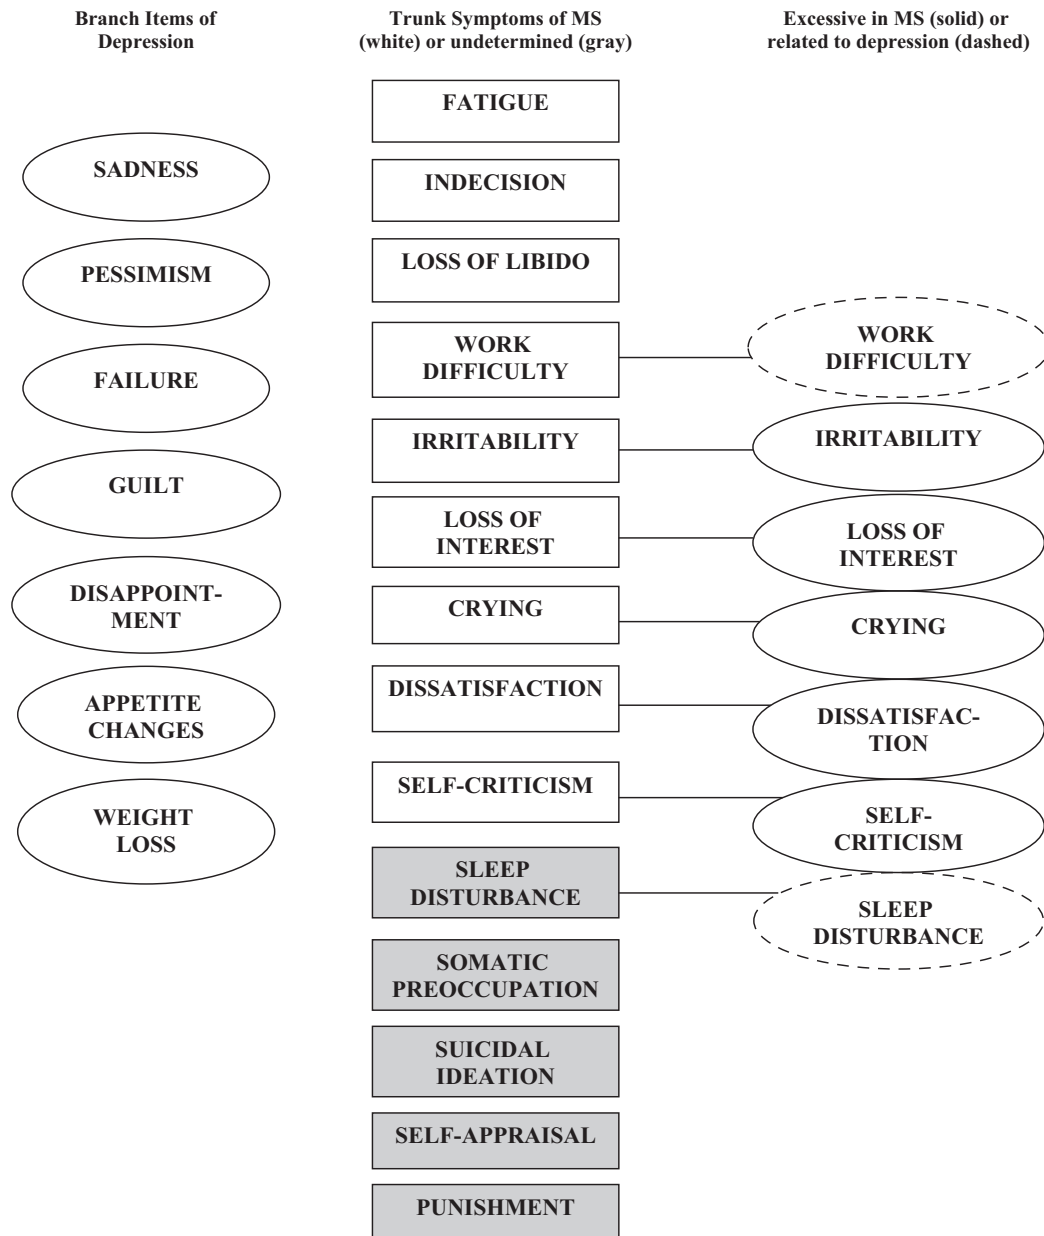 Branch Items of
Depression
Trunk Symptoms of MS
(white) or undetermined (gray)
Excessive in MS (solid) or
related to depression (dashed)
SADNESS
PESSIMISM
FAILURE
GUILT
DISAPPOINT-
MENT
APPETITE
CHANGES
WEIGHT
LOSS
FATIGUE
INDECISION
LOSS OF LIBIDO
WORK
DIFFICULTY
IRRITABILITY
LOSS OF
INTEREST
CRYING
DISSATISFACTION
SELF-CRITICISM
SLEEP
DISTURBANCE
SOMATIC
PREOCCUPATION
SUICIDAL
IDEATION
SELF-APPRAISAL
PUNISHMENT
WORK
DIFFICULTY
IRRITABILITY
LOSS OF
INTEREST
CRYING
DISSATISFAC-
TION
SELF-
CRITICISM
SLEEP
DISTURBANCE